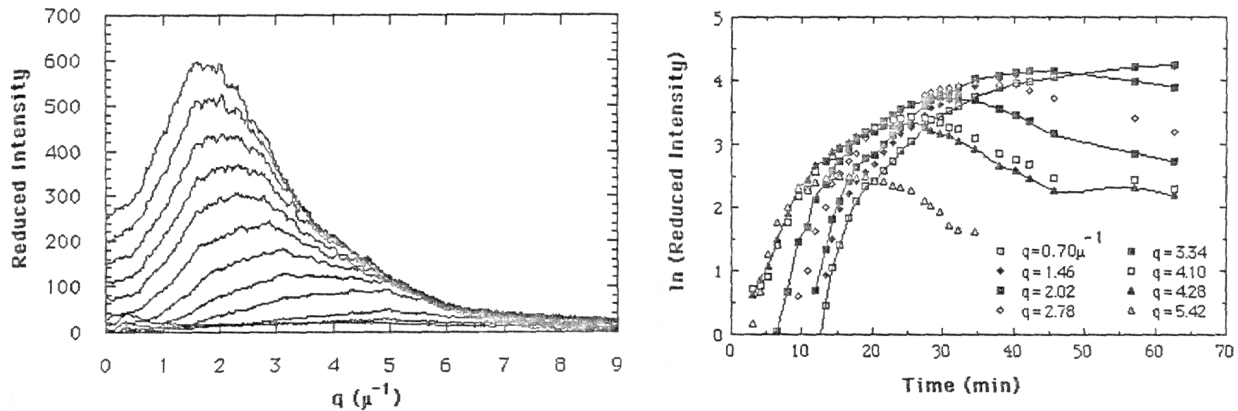 700
600
500
400
300
200
100
0
Reduced Intensity
0 1 2 3 4 5 6 7 8 9
q (μ⁻¹)
5
4
3
2
1
0
ln (Reduced Intensity)
q=0.70μ⁻¹
q=1.46
q=2.02
q=2.78
q=3.34
q=4.10
q=4.28
q=5.42
0 10 20 30 40 50 60 70
Time (min)